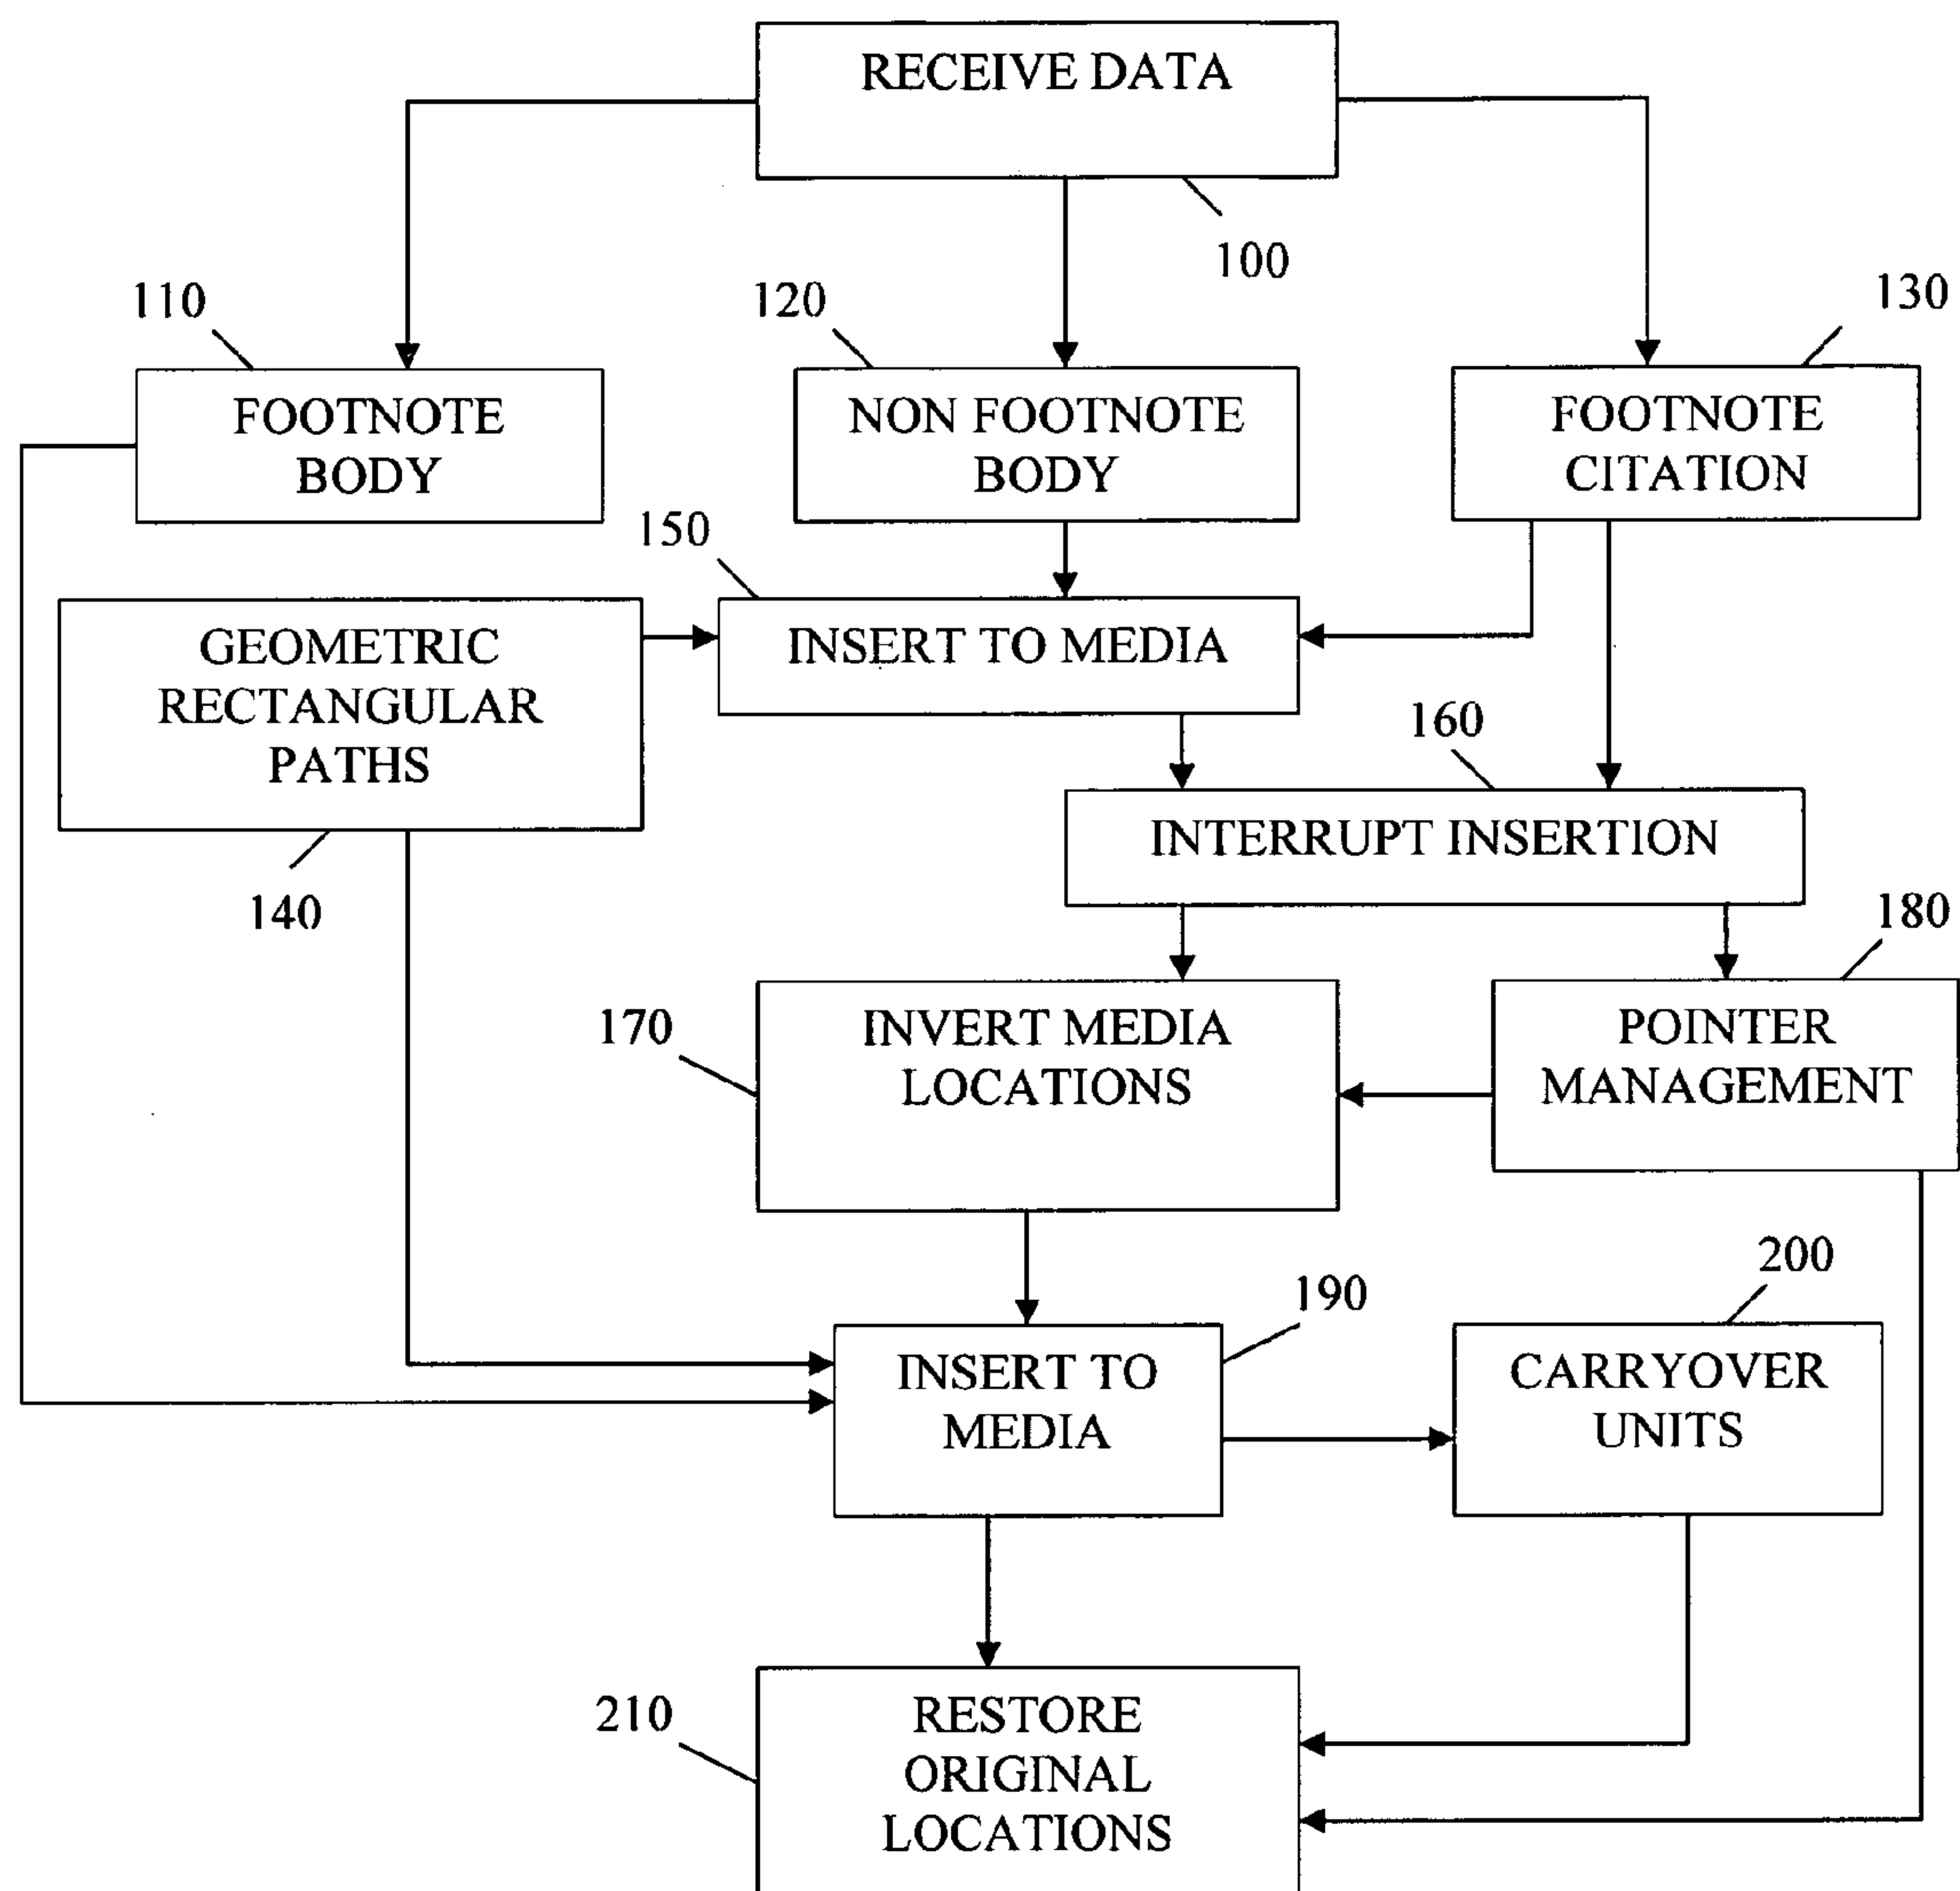 RECEIVE DATA
100
110
120
130
FOOTNOTE
BODY
NON FOOTNOTE
BODY
FOOTNOTE
CITATION
150
GEOMETRIC
RECTANGULAR
PATHS
INSERT TO MEDIA
160
140
INTERRUPT INSERTION
180
170
INVERT MEDIA
LOCATIONS
POINTER
MANAGEMENT
200
190
INSERT TO
MEDIA
CARRYOVER
UNITS
210
RESTORE
ORIGINAL
LOCATIONS